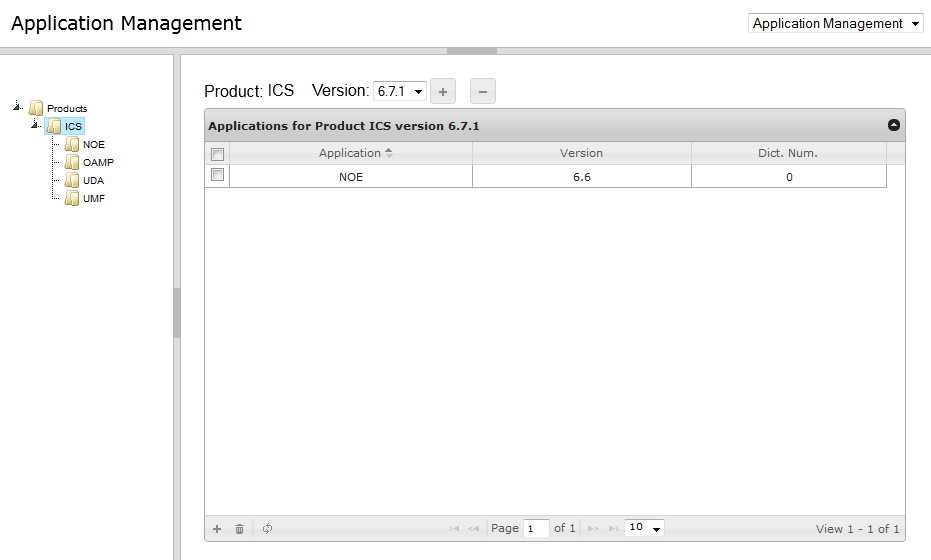 Application Management
Application Management
Products
ICS
NOE
OAMP
UDA
UMF
Product: ICS Version: 6.7.1 + −
Applications for Product ICS version 6.7.1
Application Version Dict. Num.
NOE 6.6 0
Page 1 of 1 10 View 1 - 1 of 1